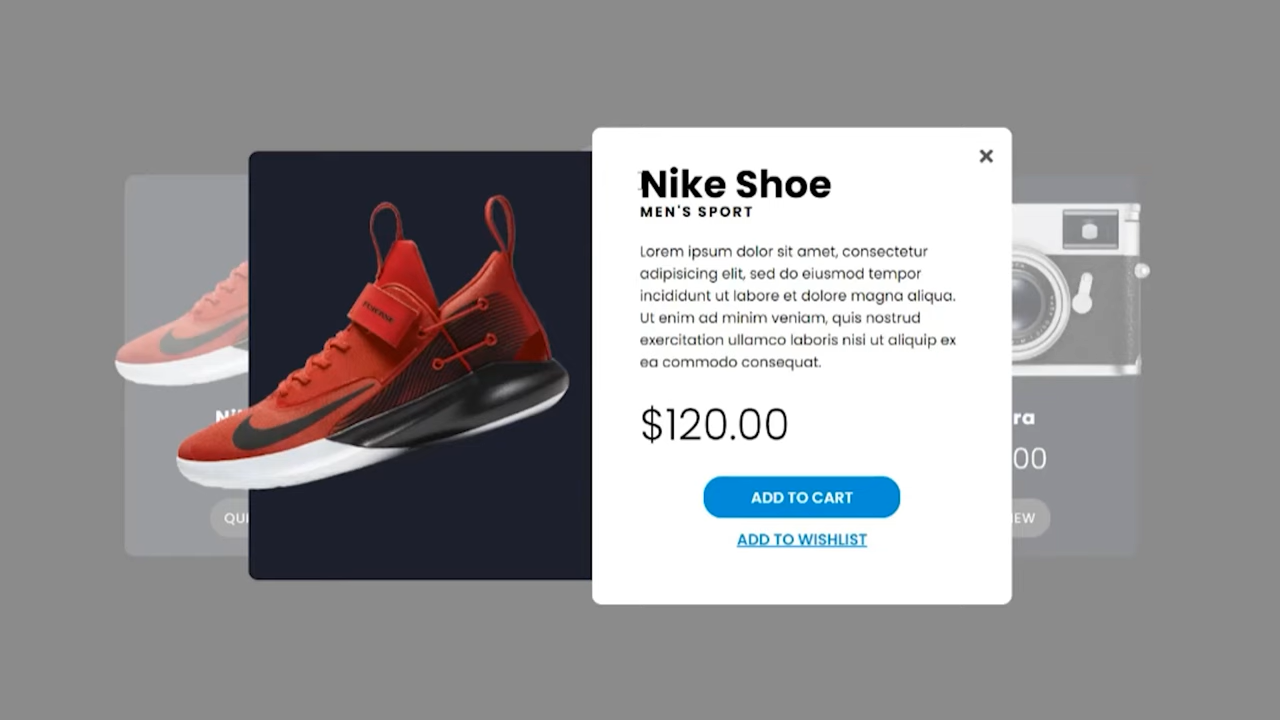 Nike Shoe
MEN'S SPORT
Lorem ipsum dolor sit amet, consectetur
adipisicing elit, sed do eiusmod tempor
incididunt ut labore et dolore magna aliqua.
Ut enim ad minim veniam, quis nostrud
exercitation ullamco laboris nisi ut aliquip ex
ea commodo consequat.
$120.00
ADD TO CART
ADD TO WISHLIST